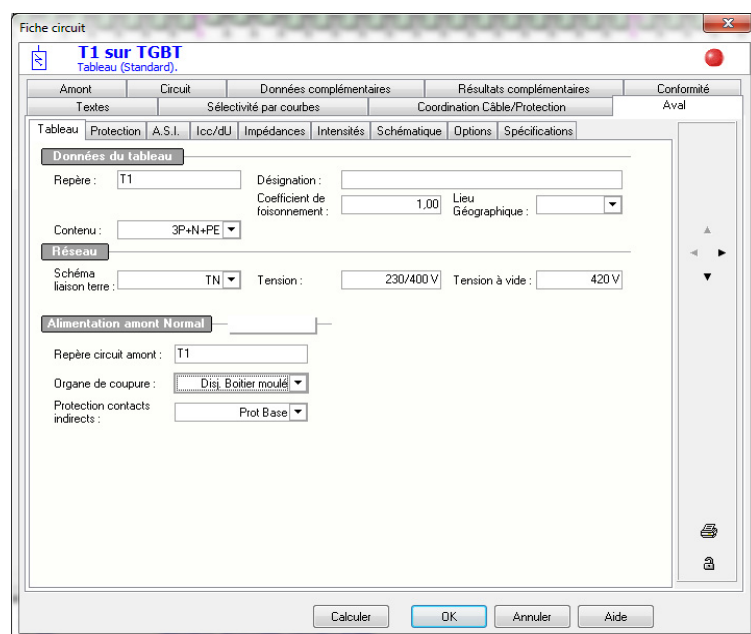 Fiche circuit
T1 sur TGBT
Tableau (Standard).
Amont Circuit Données complémentaires Résultats complémentaires Conformité
Textes Sélectivité par courbes Coordination Câble/Protection Aval
Tableau Protection A.S.I. Icc/dU Impédances Intensités Schématique Options Spécifications
Données du tableau
Repère : T1 Désignation :
Coefficient de foisonnement : 1,00 Lieu Géographique :
Contenu : 3P+N+PE
Réseau
Schéma liaison terre : TN Tension : 230/400 V Tension à vide : 420 V
Alimentation amont Normal
Repère circuit amont : T1
Organe de coupure : Disj. Boitier moulé
Protection contacts indirects : Prot Base
Calculer OK Annuler Aide